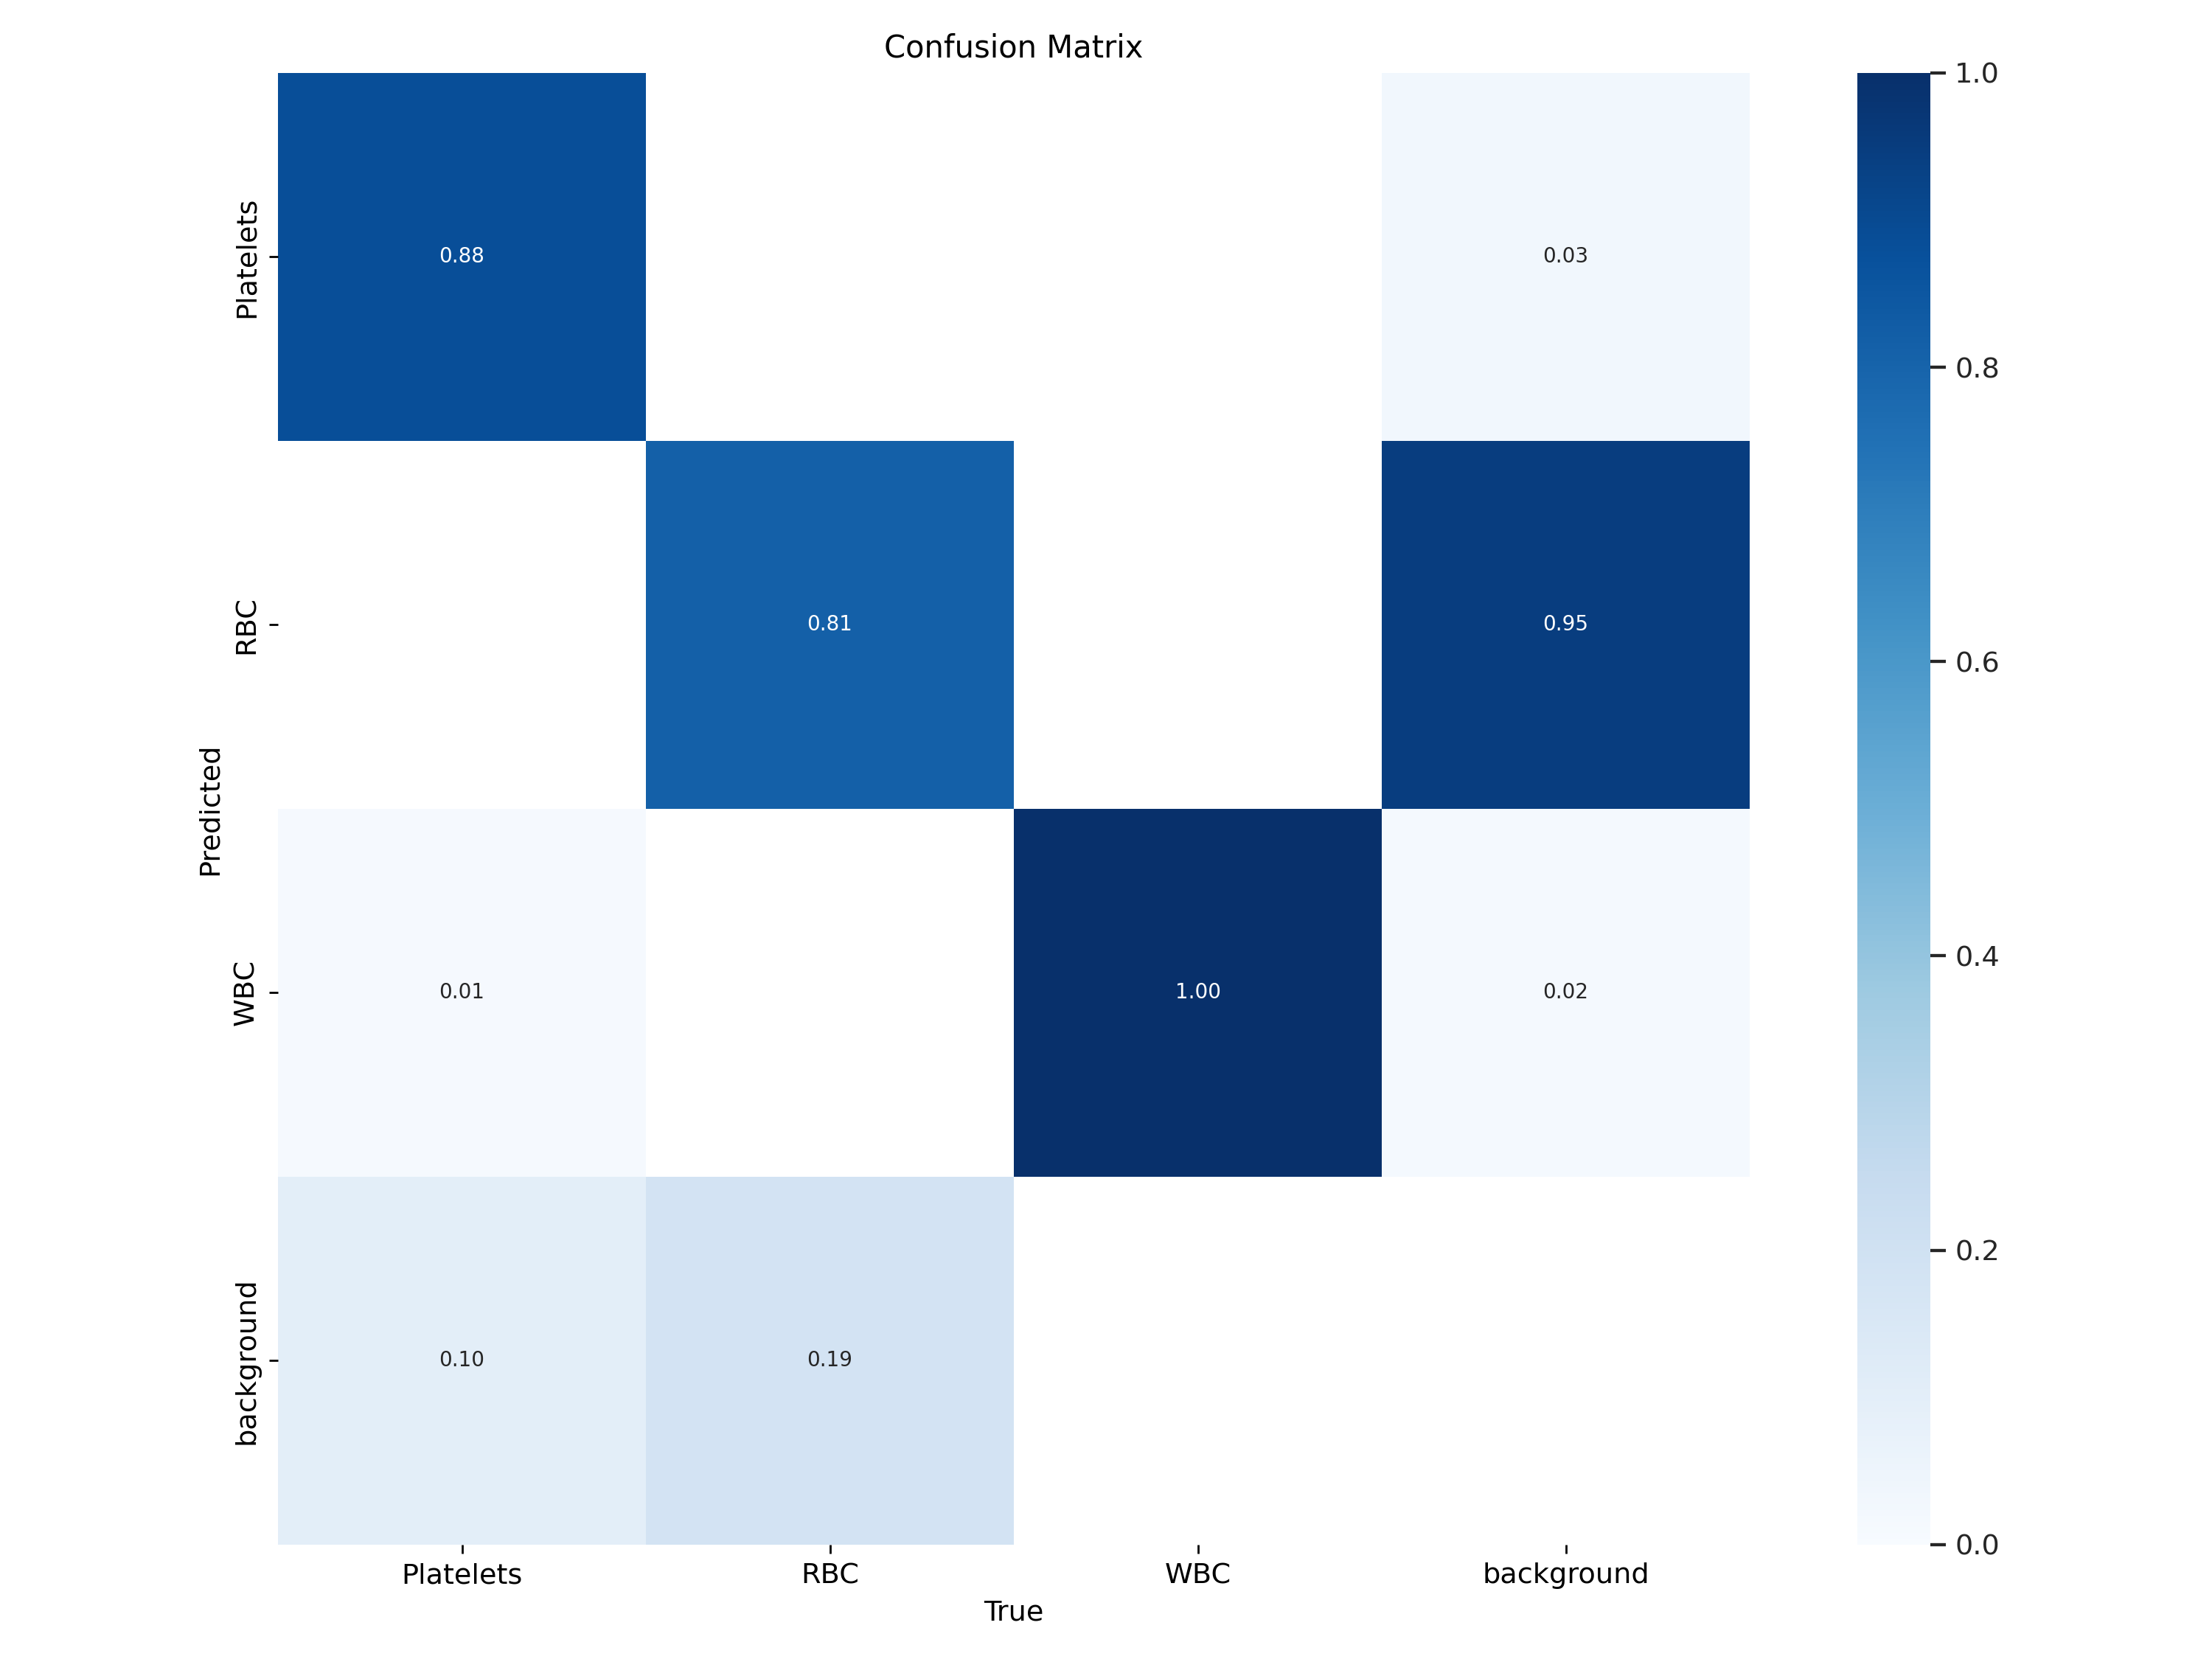 Confusion Matrix
Platelets
0.88
0.03
RBC
0.81
0.95
WBC
0.01
1.00
0.02
background
0.10
0.19
Predicted
Platelets
RBC
WBC
background
True
1.0
0.8
0.6
0.4
0.2
0.0